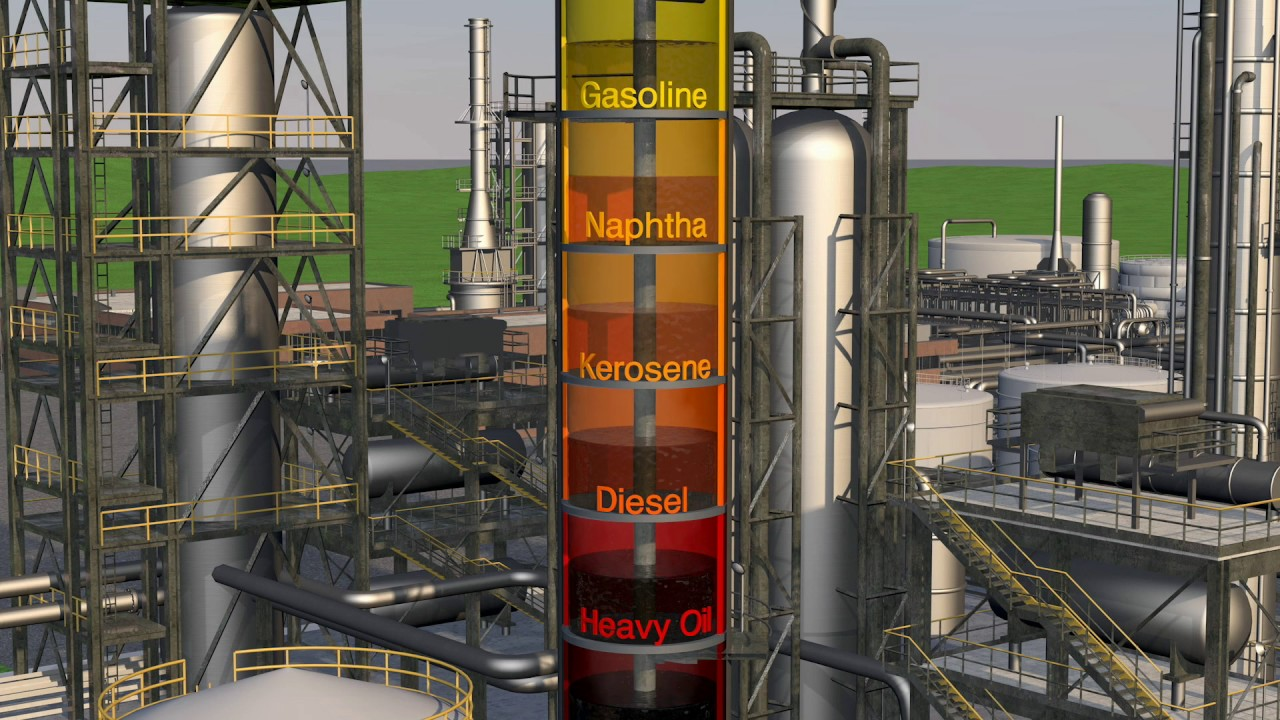 Gasoline
Naphtha
Kerosene
Diesel
Heavy Oil